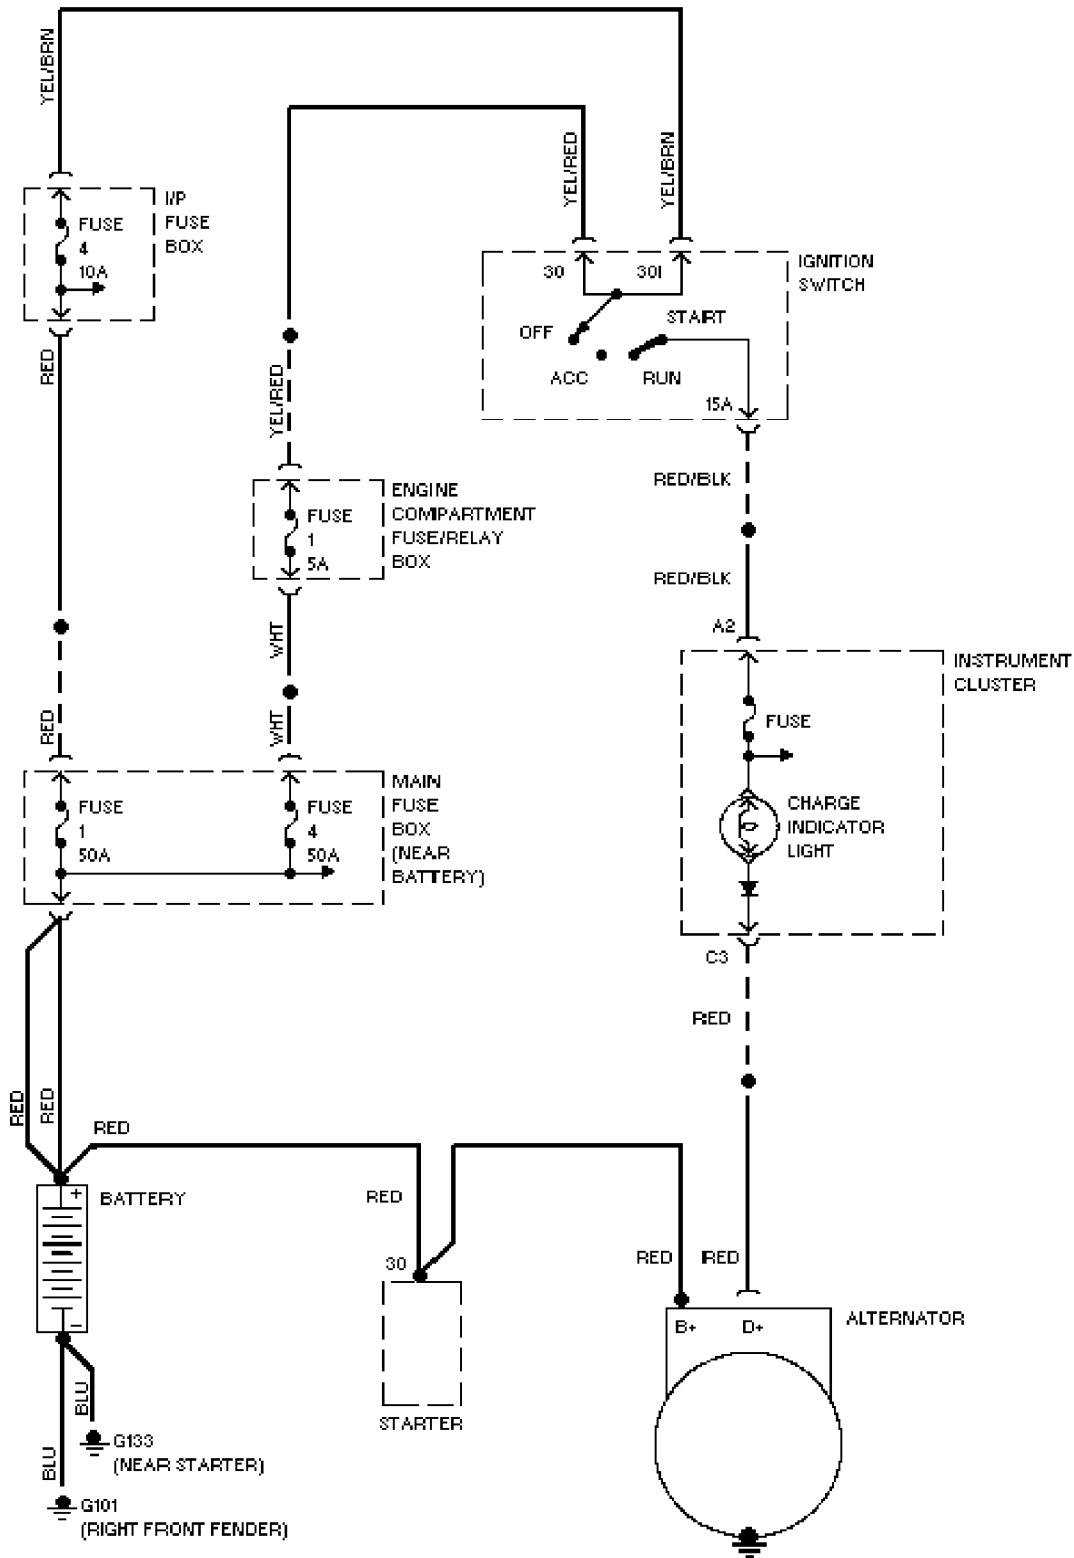 YEL/BRN
YEL/RED
YEL/BRN
I/P
FUSE
BOX
FUSE
4
10A
RED
30
30I
IGNITION
SWITCH
OFF
START
ACC
RUN
15A
YEL/RED
RED/BLK
ENGINE
COMPARTMENT
FUSE/RELAY
BOX
FUSE
1
5A
RED/BLK
A2
WHT
INSTRUMENT
CLUSTER
RED
WHT
FUSE
MAIN
FUSE
BOX
(NEAR
BATTERY)
FUSE
1
50A
FUSE
4
50A
CHARGE
INDICATOR
LIGHT
C3
RED
RED
RED
RED
BATTERY
+
−
RED
30
RED
RED
B+
D+
ALTERNATOR
STARTER
BLU
G133
(NEAR STARTER)
BLU
G101
(RIGHT FRONT FENDER)